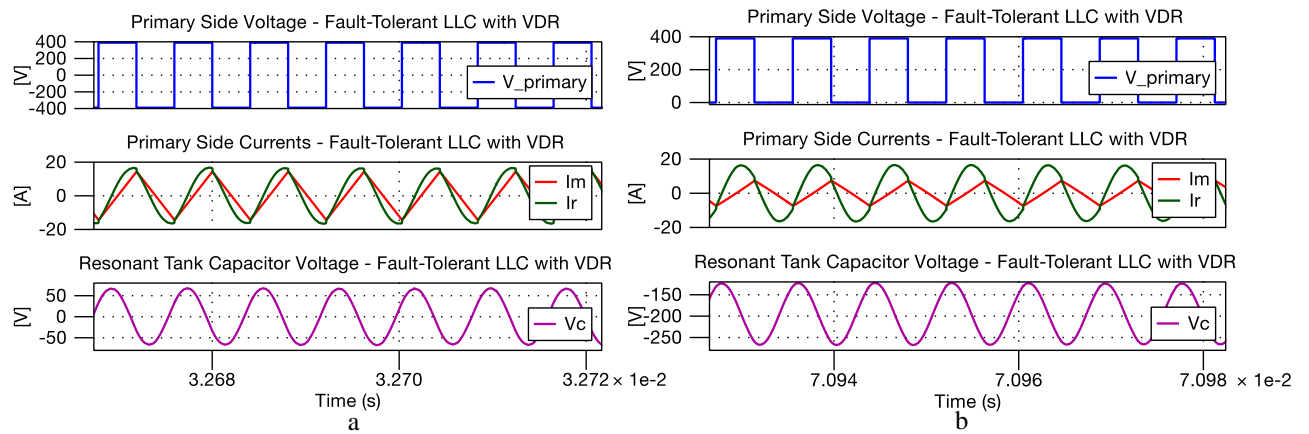 Primary Side Voltage - Fault-Tolerant LLC with VDR
400
200
0
-200
-400
[V]
V_primary
Primary Side Currents - Fault-Tolerant LLC with VDR
20
0
-20
[A]
Im
Ir
Resonant Tank Capacitor Voltage - Fault-Tolerant LLC with VDR
50
0
-50
[V]
Vc
3.268
3.270
3.272 × 1e-2
Time (s)
a
Primary Side Voltage - Fault-Tolerant LLC with VDR
400
200
0
[V]
V_primary
Primary Side Currents - Fault-Tolerant LLC with VDR
20
0
-20
[A]
Im
Ir
Resonant Tank Capacitor Voltage - Fault-Tolerant LLC with VDR
-150
-200
-250
[V]
Vc
7.094
7.096
7.098 × 1e-2
Time (s)
b